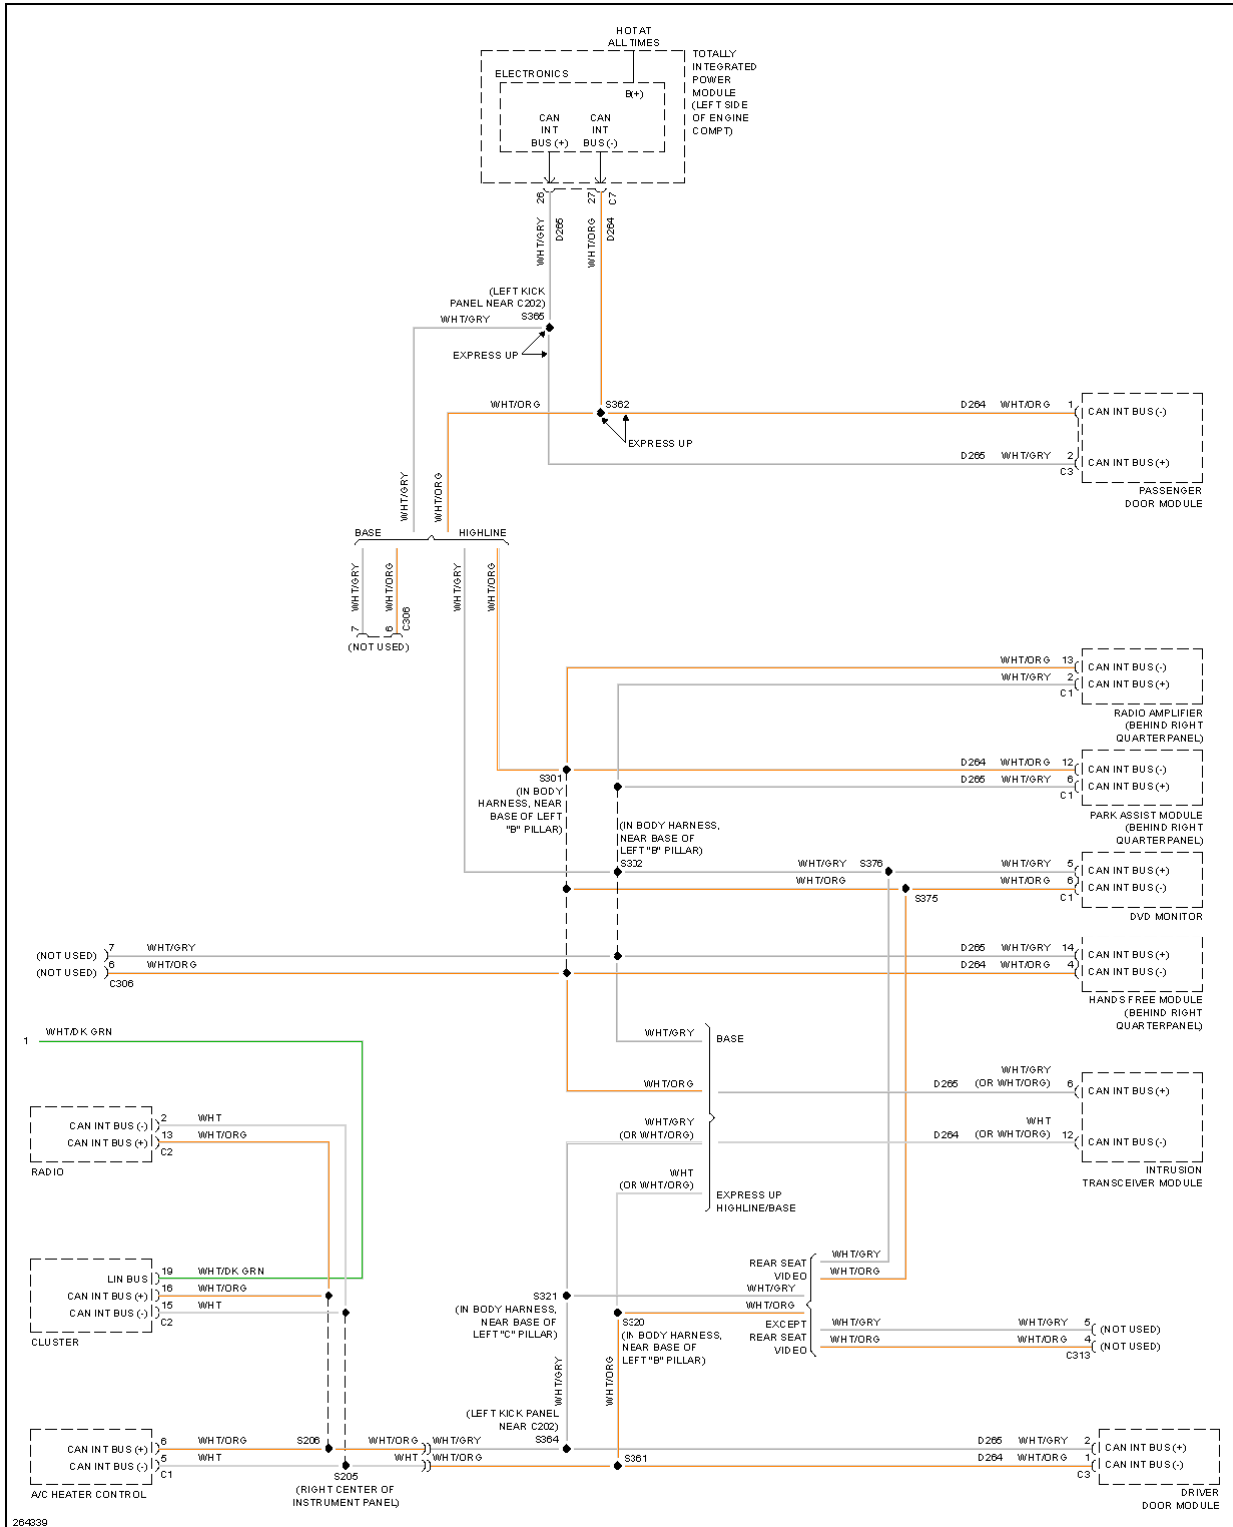 HOT AT
ALL TIMES
TOTALLY
INTEGRATED
POWER
MODULE
(LEFT SIDE
OF ENGINE
COMPT)
ELECTRONICS
B(+)
CAN
INT
BUS (+)
CAN
INT
BUS (-)
26
27
C7
WHT/GRY
D265
WHT/ORG
D264
(LEFT KICK
PANEL NEAR C202)
S365
WHT/GRY
EXPRESS UP
WHT/ORG
S362
EXPRESS UP
D264 WHT/ORG 1
CAN INT BUS (-)
D265 WHT/GRY 2
CAN INT BUS (+)
C3
PASSENGER
DOOR MODULE
WHT/GRY
WHT/ORG
BASE
HIGHLINE
WHT/GRY
WHT/ORG
WHT/GRY
WHT/ORG
7
6
C306
(NOT USED)
WHT/ORG 13
CAN INT BUS (-)
WHT/GRY 2
CAN INT BUS (+)
C1
RADIO AMPLIFIER
(BEHIND RIGHT
QUARTERPANEL)
S301
(IN BODY
HARNESS, NEAR
BASE OF LEFT
"B" PILLAR)
D264 WHT/ORG 12
CAN INT BUS (-)
D265 WHT/GRY 6
CAN INT BUS (+)
C1
PARK ASSIST MODULE
(BEHIND RIGHT
QUARTERPANEL)
(IN BODY HARNESS,
NEAR BASE OF
LEFT "B" PILLAR)
S302
WHT/GRY S376
WHT/ORG
S375
WHT/GRY 5
CAN INT BUS (+)
WHT/ORG 6
CAN INT BUS (-)
C1
DVD MONITOR
(NOT USED) 7 WHT/GRY
(NOT USED) 6 WHT/ORG
C306
D265 WHT/GRY 14
CAN INT BUS (+)
D264 WHT/ORG 4
CAN INT BUS (-)
HANDS FREE MODULE
(BEHIND RIGHT
QUARTERPANEL)
1 WHT/DK GRN
WHT/GRY
BASE
WHT/ORG
WHT/GRY
(OR WHT/ORG)
WHT
(OR WHT/ORG)
EXPRESS UP
HIGHLINE/BASE
WHT/GRY
D265 (OR WHT/ORG) 6
CAN INT BUS (+)
WHT
D264 (OR WHT/ORG) 12
CAN INT BUS (-)
INTRUSION
TRANSCEIVER MODULE
CAN INT BUS (-) 2 WHT
CAN INT BUS (+) 13 WHT/ORG
C2
RADIO
LIN BUS 19 WHT/DK GRN
CAN INT BUS (+) 16 WHT/ORG
CAN INT BUS (-) 15 WHT
C2
CLUSTER
REAR SEAT
VIDEO
WHT/GRY
WHT/ORG
S321
(IN BODY HARNESS,
NEAR BASE OF
LEFT "C" PILLAR)
WHT/GRY
WHT/ORG
S320
(IN BODY HARNESS,
NEAR BASE OF
LEFT "B" PILLAR)
EXCEPT
REAR SEAT
VIDEO
WHT/GRY
WHT/ORG
WHT/GRY 5 (NOT USED)
WHT/ORG 4 (NOT USED)
C313
WHT/GRY
WHT/ORG
(LEFT KICK PANEL
NEAR C202)
S364
CAN INT BUS (+) 6 WHT/ORG
S206
WHT/ORG
WHT/GRY
CAN INT BUS (-) 5 WHT
WHT
WHT/ORG
C1
S205
(RIGHT CENTER OF
INSTRUMENT PANEL)
A/C HEATER CONTROL
S361
D265 WHT/GRY 2
CAN INT BUS (+)
D264 WHT/ORG 1
CAN INT BUS (-)
C3
DRIVER
DOOR MODULE
264339